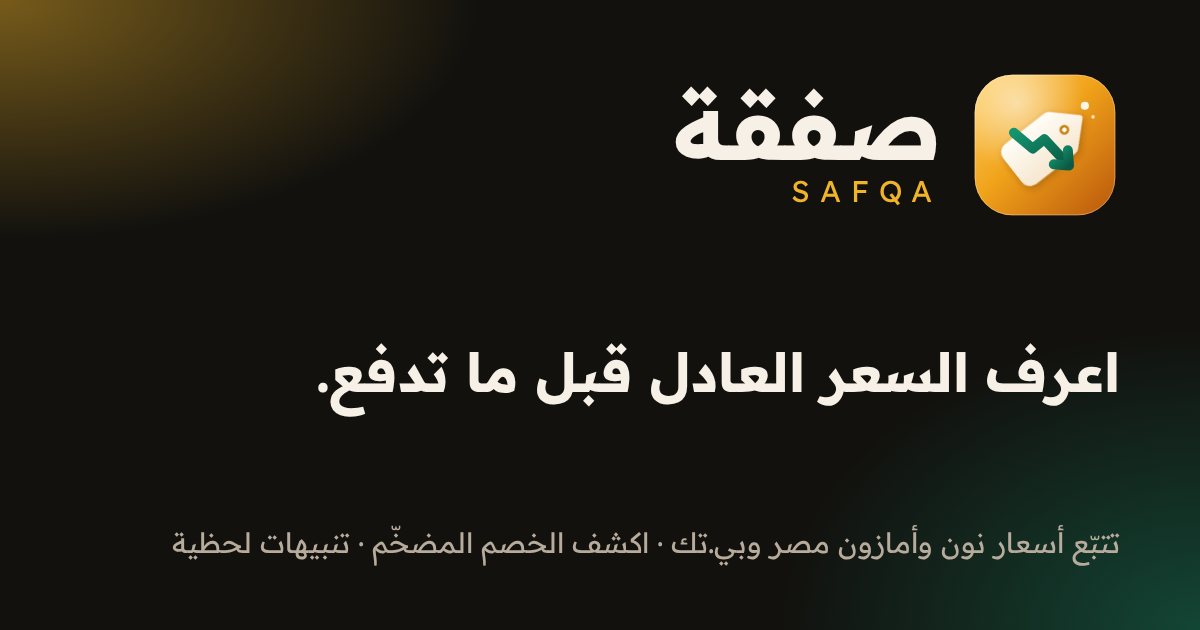 صفقة
SAFQA
اعرف السعر العادل قبل ما تدفع.
تتبّع أسعار نون وأمازون مصر وبي.تك · اكشف الخصم المضخّم · تنبيهات لحظية